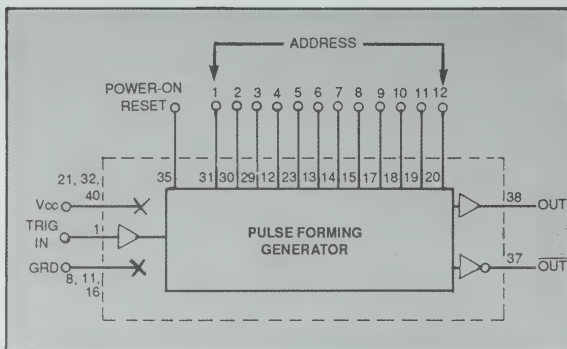 ADDRESS
POWER-ON
RESET
1 2 3 4 5 6 7 8 9 10 11 12
35 31 30 29 12 23 13 14 15 17 18 19 20
21, 32,
40
Vcc
TRIG
IN
1
GRD
8, 11,
16
PULSE FORMING
GENERATOR
38 OUT
37 OUT